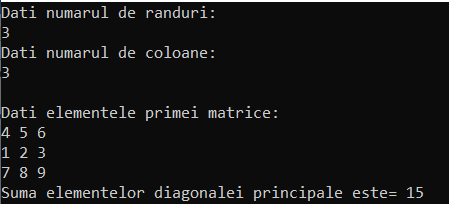 Dati numarul de randuri:
3
Dati numarul de coloane:
3
Dati elementele primei matrice:
4 5 6
1 2 3
7 8 9
Suma elementelor diagonalei principale este= 15